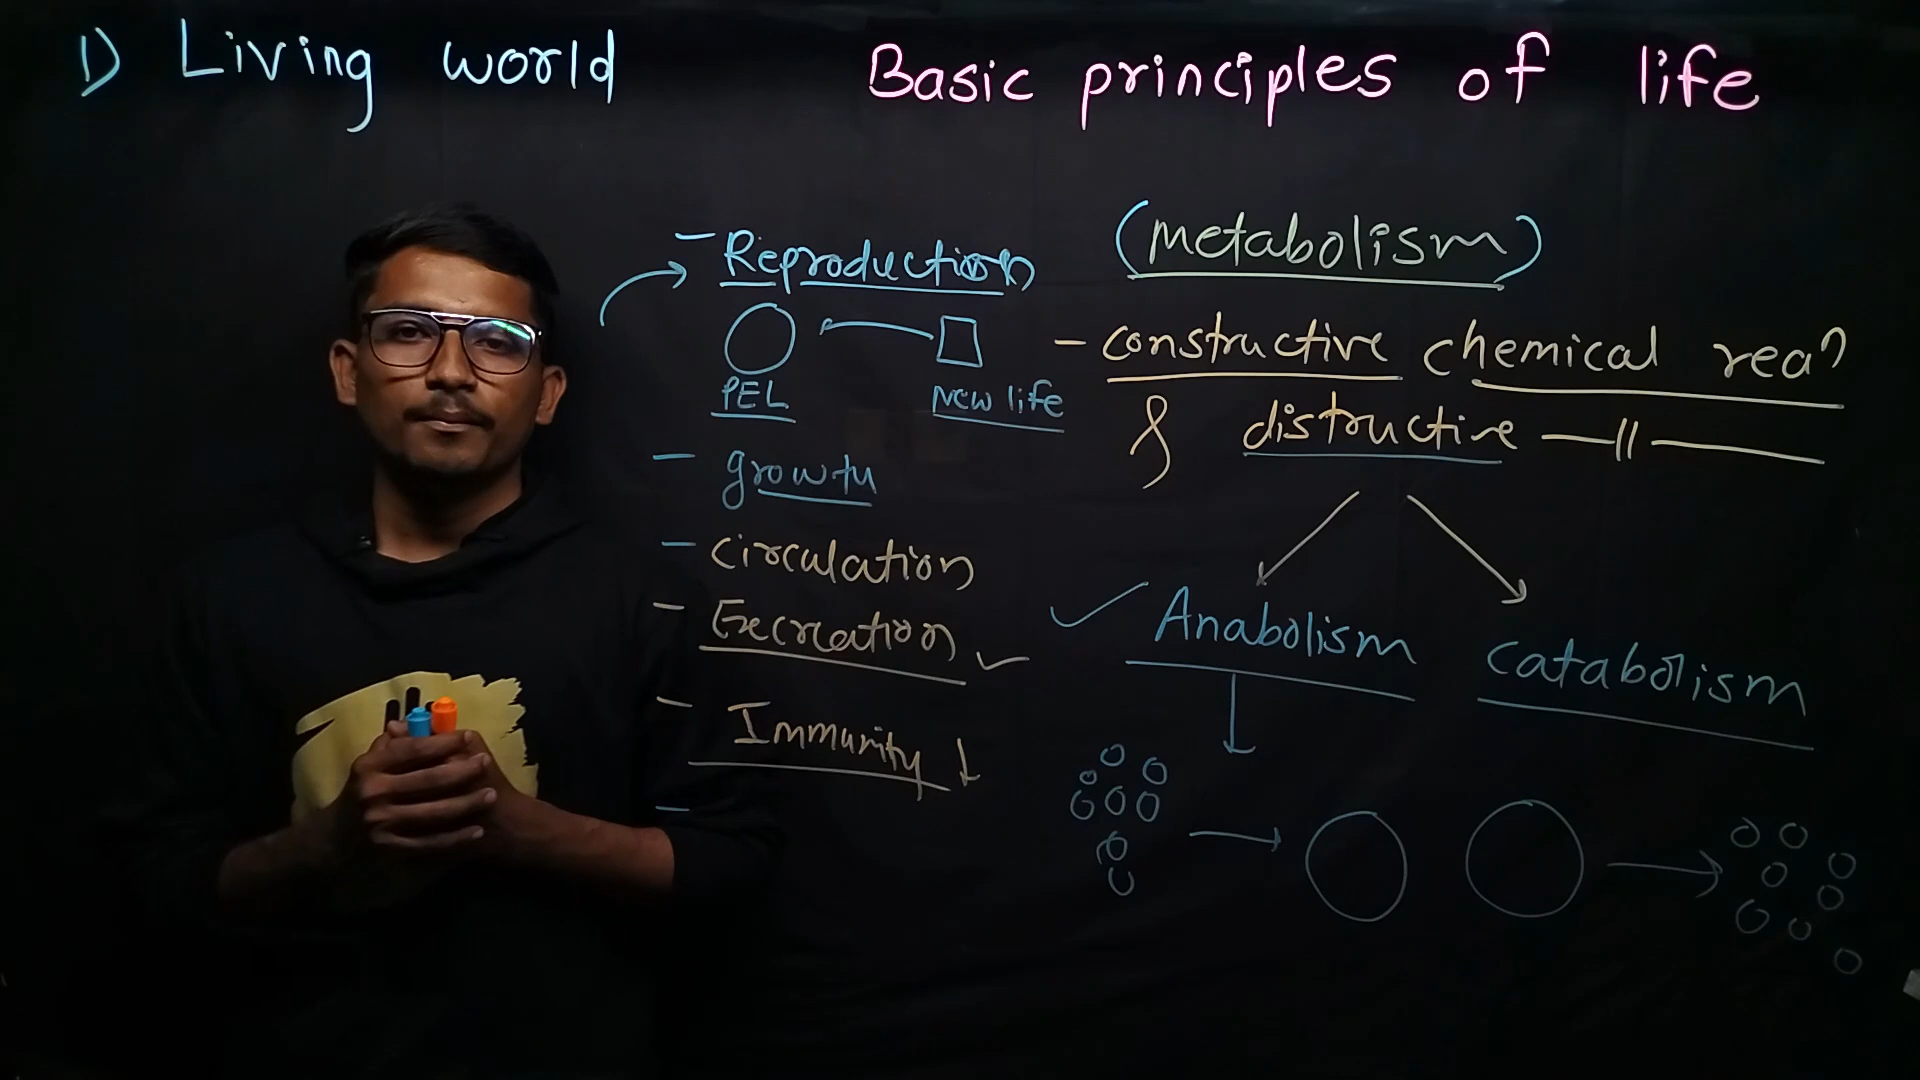 1) Living world
Basic principles of life
- Reproduction
PEL
New life
- growth
- circulation
- Excreation
- Immunity ↓
-
(metabolism)
- constructive chemical reaⁿ
& distructive —||—
Anabolism
catabolism